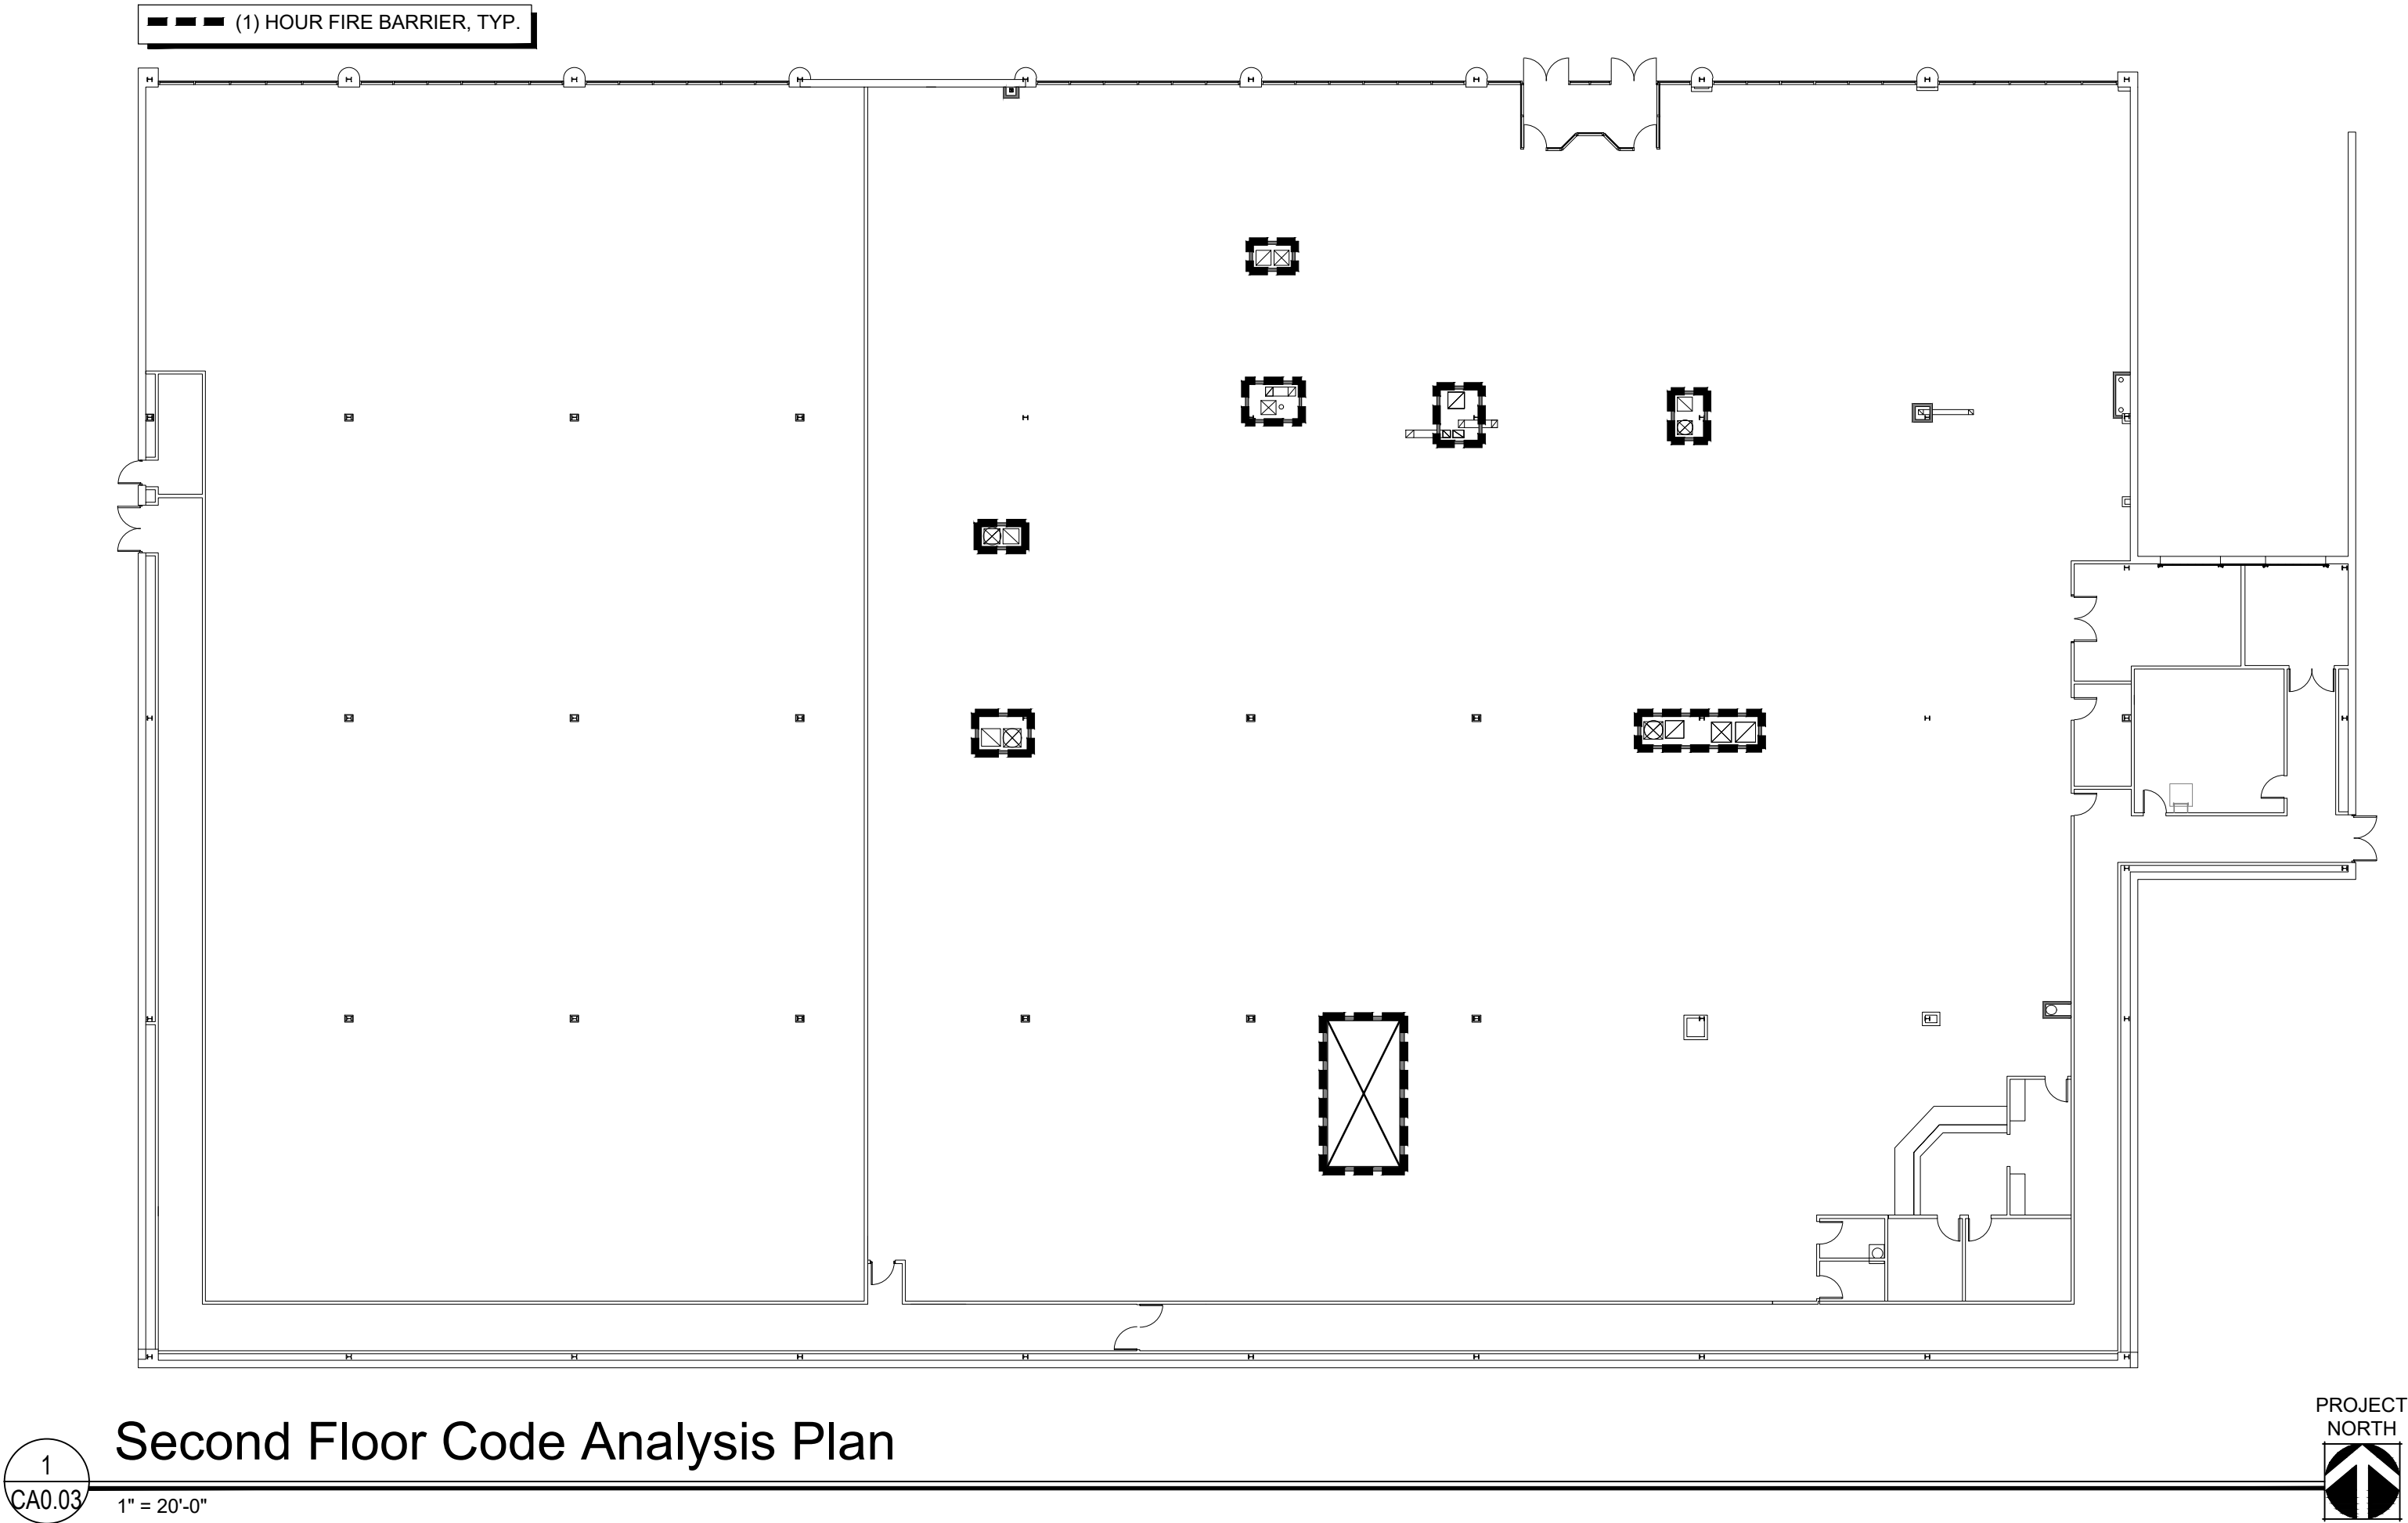 (1) HOUR FIRE BARRIER, TYP.
Second Floor Code Analysis Plan
1
CA0.03
1" = 20'-0"
PROJECT
NORTH